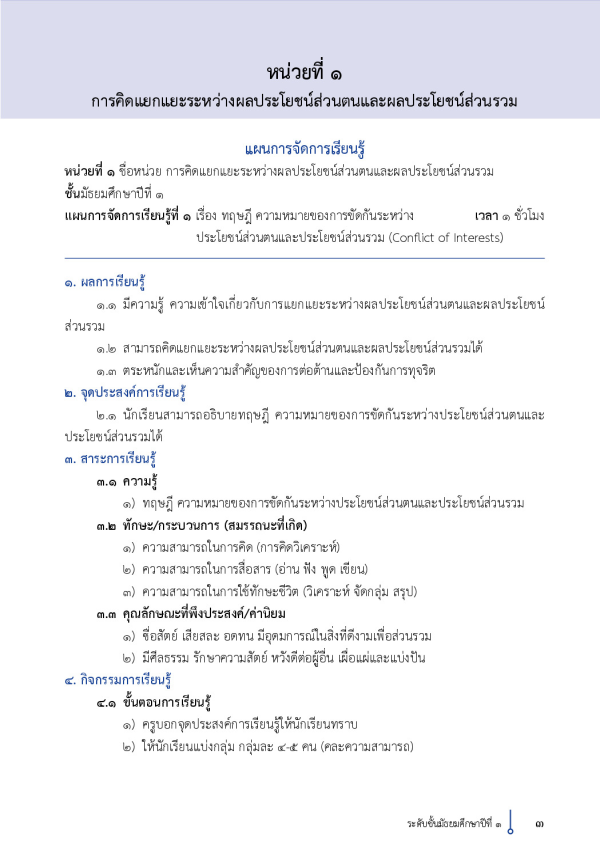 หน่วยที่ ๑
การคิดแยกแยะระหว่างผลประโยชน์ส่วนตนและผลประโยชน์ส่วนรวม
แผนการจัดการเรียนรู้
หน่วยที่ ๑ ชื่อหน่วย การคิดแยกแยะระหว่างผลประโยชน์ส่วนตนและผลประโยชน์ส่วนรวม
ชั้นมัธยมศึกษาปีที่ ๑
แผนการจัดการเรียนรู้ที่ ๑ เรื่อง ทฤษฎี ความหมายของการขัดกันระหว่าง เวลา ๑ ชั่วโมง
ประโยชน์ส่วนตนและประโยชน์ส่วนรวม (Conflict of Interests)
๑. ผลการเรียนรู้
๑.๑ มีความรู้ ความเข้าใจเกี่ยวกับการแยกแยะระหว่างผลประโยชน์ส่วนตนและผลประโยชน์
ส่วนรวม
๑.๒ สามารถคิดแยกแยะระหว่างผลประโยชน์ส่วนตนและผลประโยชน์ส่วนรวมได้
๑.๓ ตระหนักและเห็นความสำคัญของการต่อต้านและป้องกันการทุจริต
๒. จุดประสงค์การเรียนรู้
๒.๑ นักเรียนสามารถอธิบายทฤษฎี ความหมายของการขัดกันระหว่างประโยชน์ส่วนตนและ
ประโยชน์ส่วนรวมได้
๓. สาระการเรียนรู้
๓.๑ ความรู้
๑) ทฤษฎี ความหมายของการขัดกันระหว่างประโยชน์ส่วนตนและประโยชน์ส่วนรวม
๓.๒ ทักษะ/กระบวนการ (สมรรถนะที่เกิด)
๑) ความสามารถในการคิด (การคิดวิเคราะห์)
๒) ความสามารถในการสื่อสาร (อ่าน ฟัง พูด เขียน)
๓) ความสามารถในการใช้ทักษะชีวิต (วิเคราะห์ จัดกลุ่ม สรุป)
๓.๓ คุณลักษณะที่พึงประสงค์/ค่านิยม
๑) ซื่อสัตย์ เสียสละ อดทน มีอุดมการณ์ในสิ่งที่ดีงามเพื่อส่วนรวม
๒) มีศีลธรรม รักษาความสัตย์ หวังดีต่อผู้อื่น เผื่อแผ่และแบ่งปัน
๔. กิจกรรมการเรียนรู้
๔.๑ ขั้นตอนการเรียนรู้
๑) ครูบอกจุดประสงค์การเรียนรู้ให้นักเรียนทราบ
๒) ให้นักเรียนแบ่งกลุ่ม กลุ่มละ ๔-๕ คน (คละความสามารถ)
ระดับชั้นมัธยมศึกษาปีที่ ๑ ๓